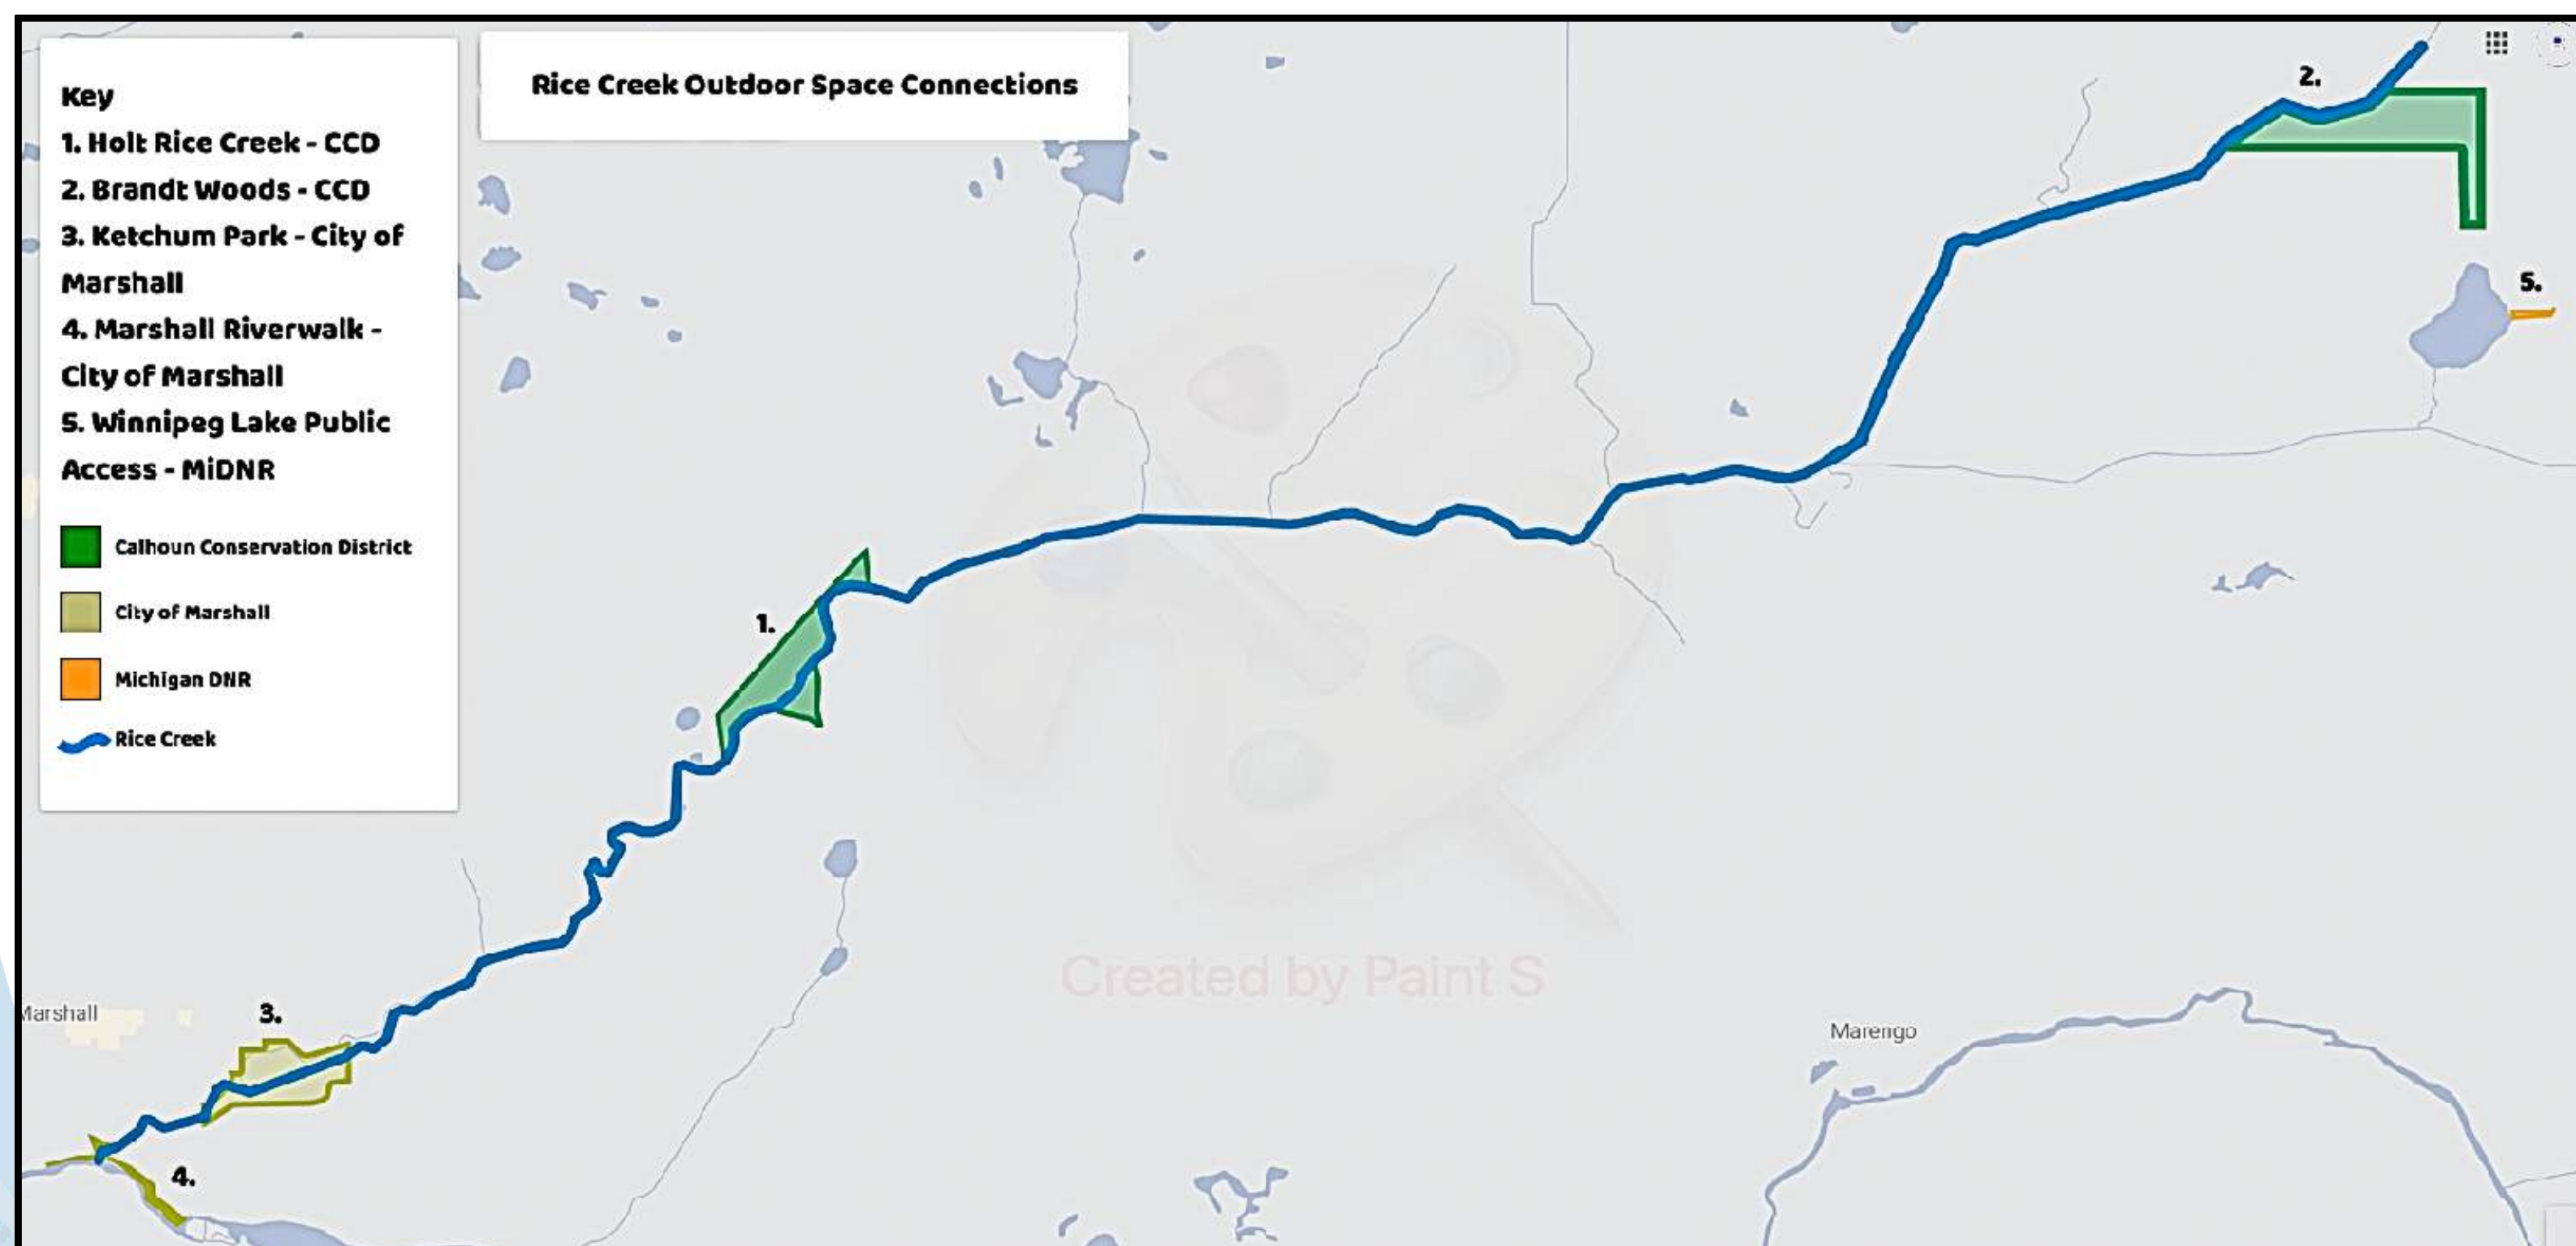 Key
1. Holt Rice Creek - CCD
2. Brandt Woods - CCD
3. Ketchum Park - City of
Marshall
4. Marshall Riverwalk -
City of Marshall
5. Winnipeg Lake Public
Access - MiDNR
Calhoun Conservation District
City of Marshall
Michigan DNR
Rice Creek
Rice Creek Outdoor Space Connections
2.
5.
1.
Created by Paint S
Marshall
3.
Marengo
4.